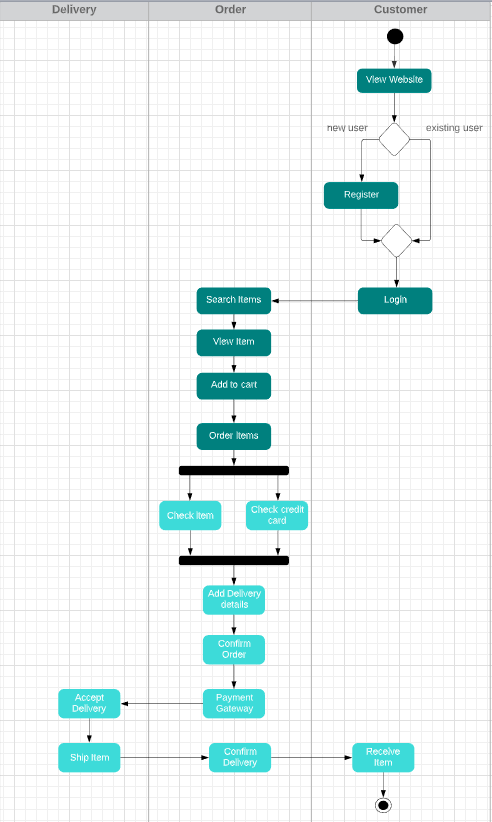 Delivery
Order
Customer
View Website
new user
existing user
Register
Login
Search Items
View Item
Add to cart
Order Items
Check item
Check credit
card
Add Delivery
details
Confirm
Order
Payment
Gateway
Accept
Delivery
Ship Item
Confirm
Delivery
Receive
Item